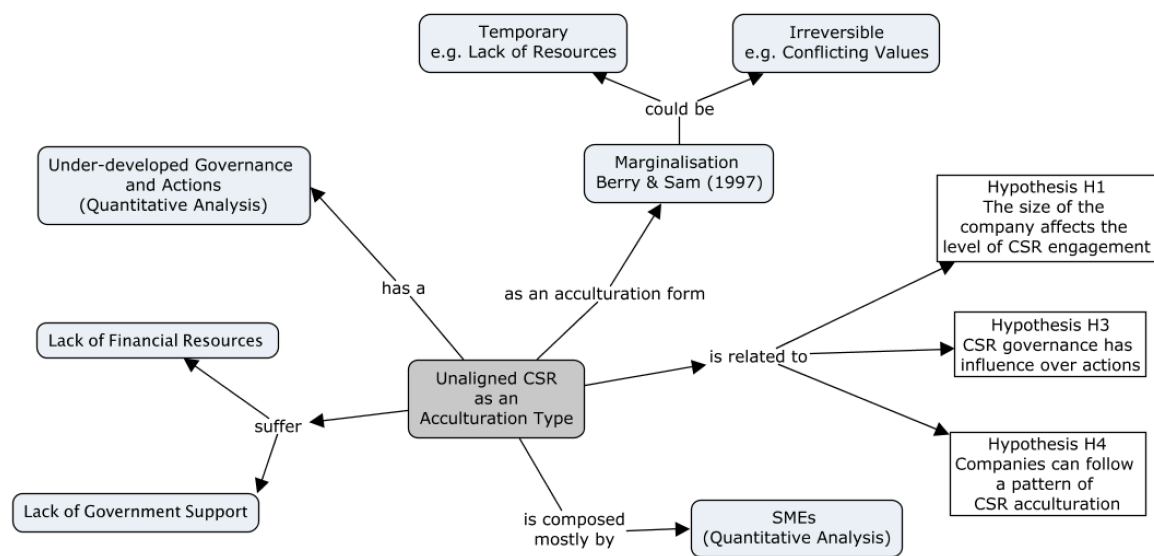 Temporary
e.g. Lack of Resources
Irreversible
e.g. Conflicting Values
could be
Under-developed Governance
and Actions
(Quantitative Analysis)
Marginalisation
Berry & Sam (1997)
Hypothesis H1
The size of the
company affects the
level of CSR engagement
has a
as an acculturation form
Lack of Financial Resources
Hypothesis H3
CSR governance has
influence over actions
is related to
Unaligned CSR
as an
Acculturation Type
suffer
Hypothesis H4
Companies can follow
a pattern of
CSR acculturation
Lack of Government Support
is composed
mostly by
SMEs
(Quantitative Analysis)